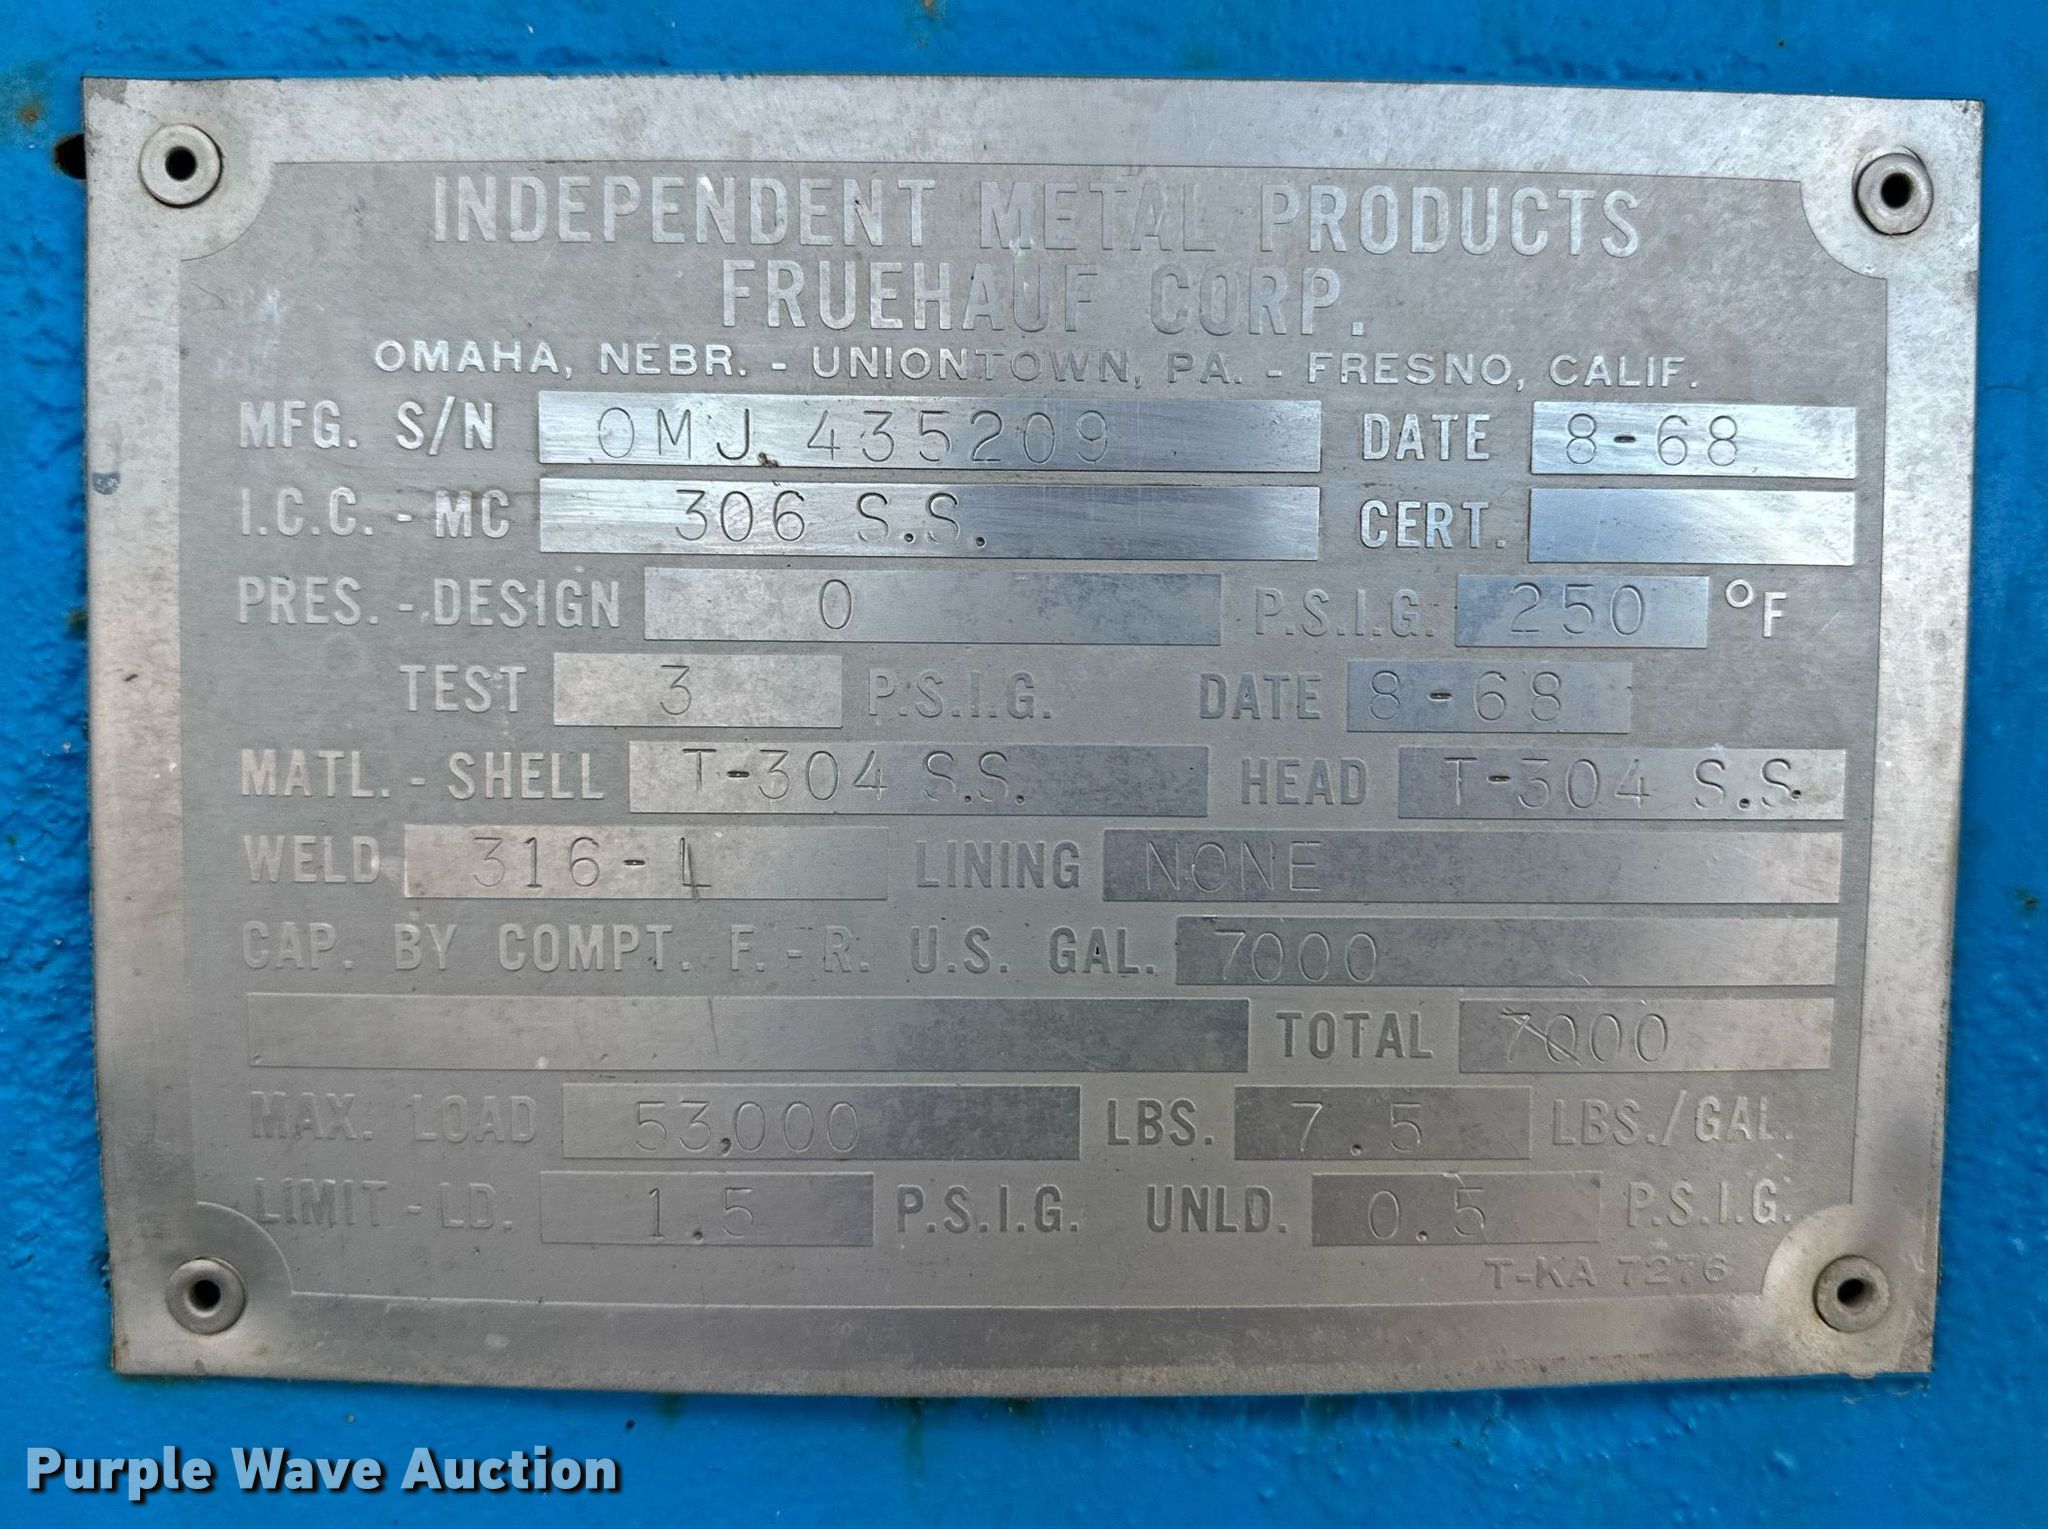 INDEPENDENT METAL PRODUCTS
FRUEHAUF CORP.
OMAHA, NEBR. - UNIONTOWN, PA. - FRESNO, CALIF.
MFG. S/N OMJ 435209 DATE 8-68
I.C.C. - MC 306 S.S. CERT.
PRES. - DESIGN 0 P.S.I.G. 250 °F
TEST 3 P.S.I.G. DATE 8-68
MATL. - SHELL T-304 S.S. HEAD T-304 S.S.
WELD 316-L LINING NONE
CAP. BY COMPT. F. - R. U.S. GAL. 7000
TOTAL 7000
MAX. LOAD 53,000 LBS. 7.5 LBS./GAL.
LIMIT - LD. 1.5 P.S.I.G. UNLD. 0.5 P.S.I.G.
T-KA 7276
Purple Wave Auction